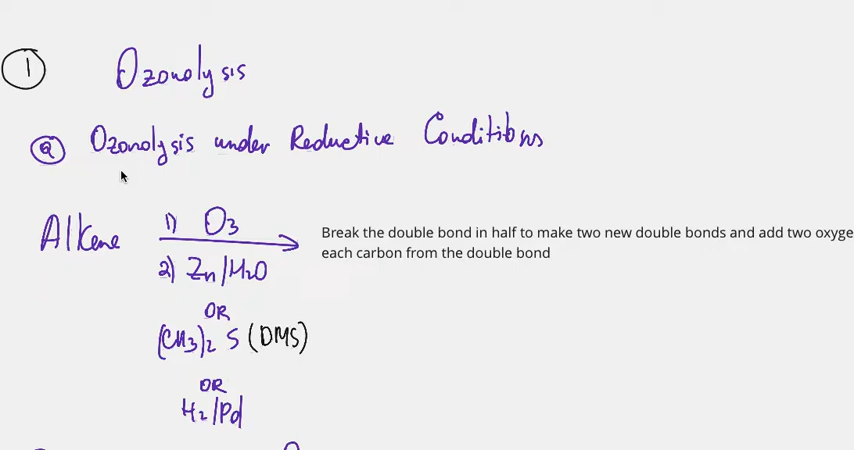 1 Ozonolysis
a Ozonolysis under Reductive Conditions
Alkene 1) O3
2) Zn/H2O
Break the double bond in half to make two new double bonds and add two oxyge
each carbon from the double bond
OR
(CH3)2 S (DMS)
OR
H2/Pd